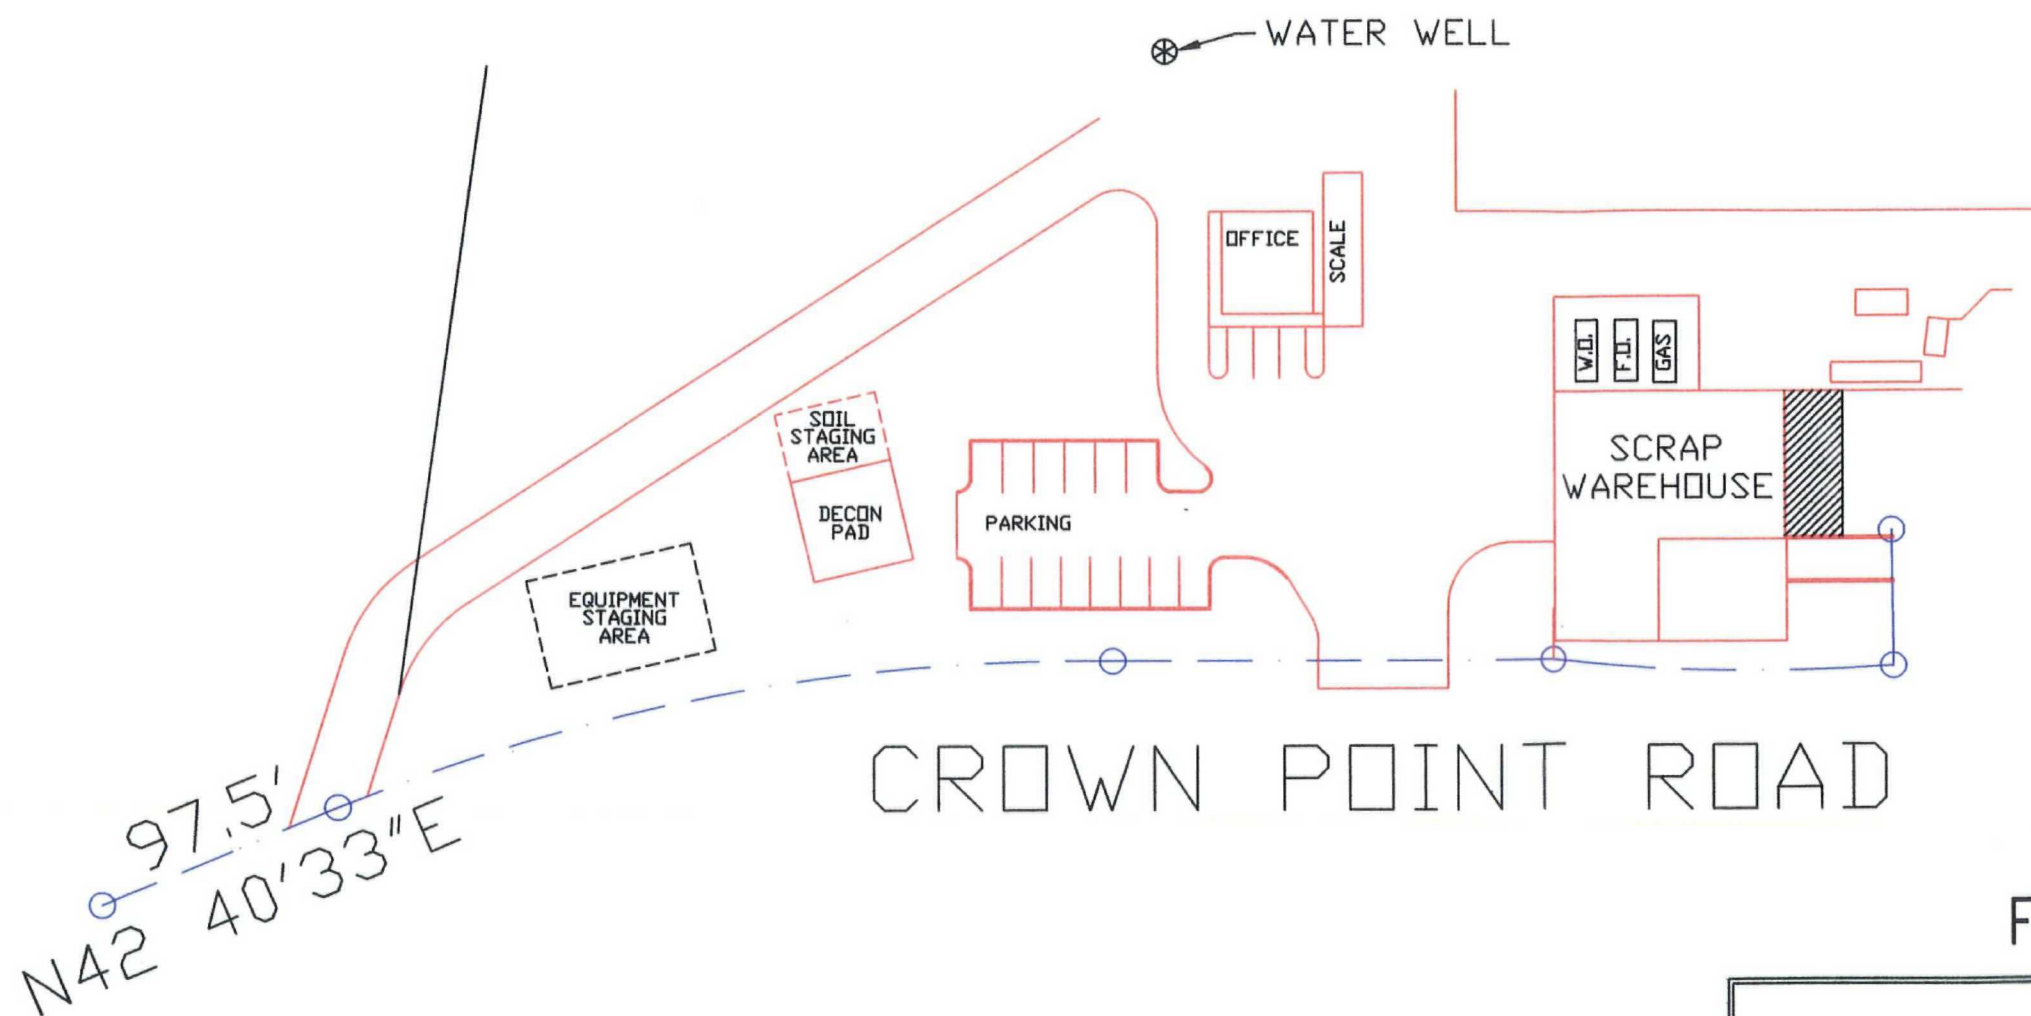 WATER WELL
OFFICE
SCALE
W.O.
F.O.
GAS
SOIL
STAGING
AREA
SCRAP
WAREHOUSE
DECON
PAD
PARKING
EQUIPMENT
STAGING
AREA
CROWN POINT ROAD
97.5'
N42 40'33"E
F